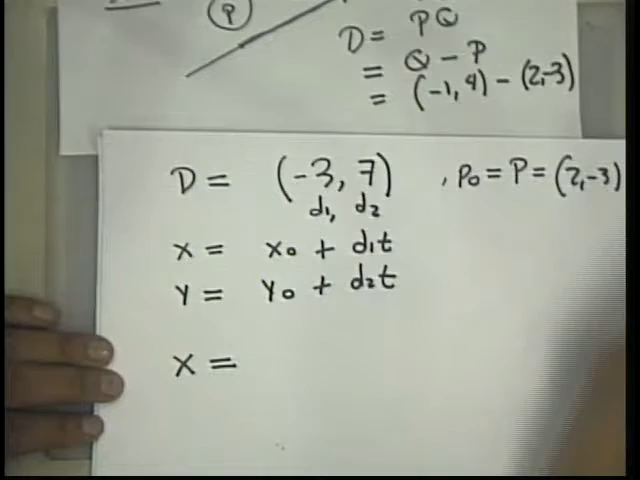 P
D = PQ
= Q - P
= (-1, 4) - (2,-3)
D = (-3, 7) , P0 = P = (2,-3)
d1, d2
x = x0 + d1t
y = y0 + d2t
x =